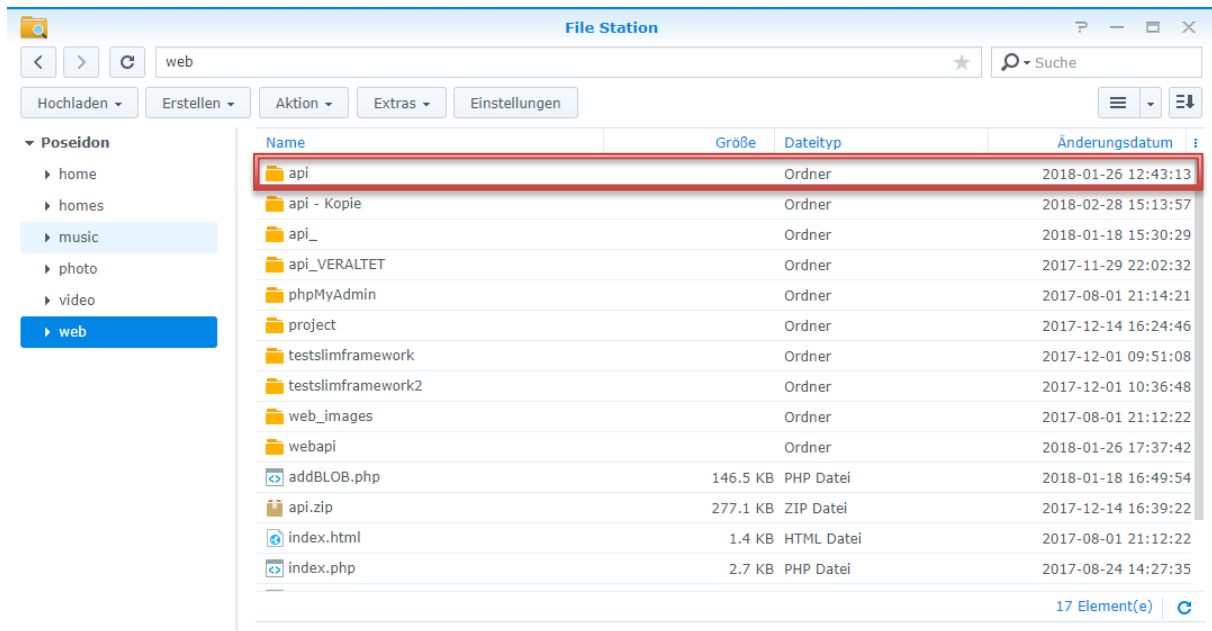 File Station
web
Suche
Hochladen Erstellen Aktion Extras Einstellungen
Poseidon
home
homes
music
photo
video
web
Name Größe Dateityp Änderungsdatum
api Ordner 2018-01-26 12:43:13
api - Kopie Ordner 2018-02-28 15:13:57
api_ Ordner 2018-01-18 15:30:29
api_VERALTET Ordner 2017-11-29 22:02:32
phpMyAdmin Ordner 2017-08-01 21:14:21
project Ordner 2017-12-14 16:24:46
testslimframework Ordner 2017-12-01 09:51:08
testslimframework2 Ordner 2017-12-01 10:36:48
web_images Ordner 2017-08-01 21:12:22
webapi Ordner 2018-01-26 17:37:42
addBLOB.php 146.5 KB PHP Datei 2018-01-18 16:49:54
api.zip 277.1 KB ZIP Datei 2017-12-14 16:39:22
index.html 1.4 KB HTML Datei 2017-08-01 21:12:22
index.php 2.7 KB PHP Datei 2017-08-24 14:27:35
17 Element(e)